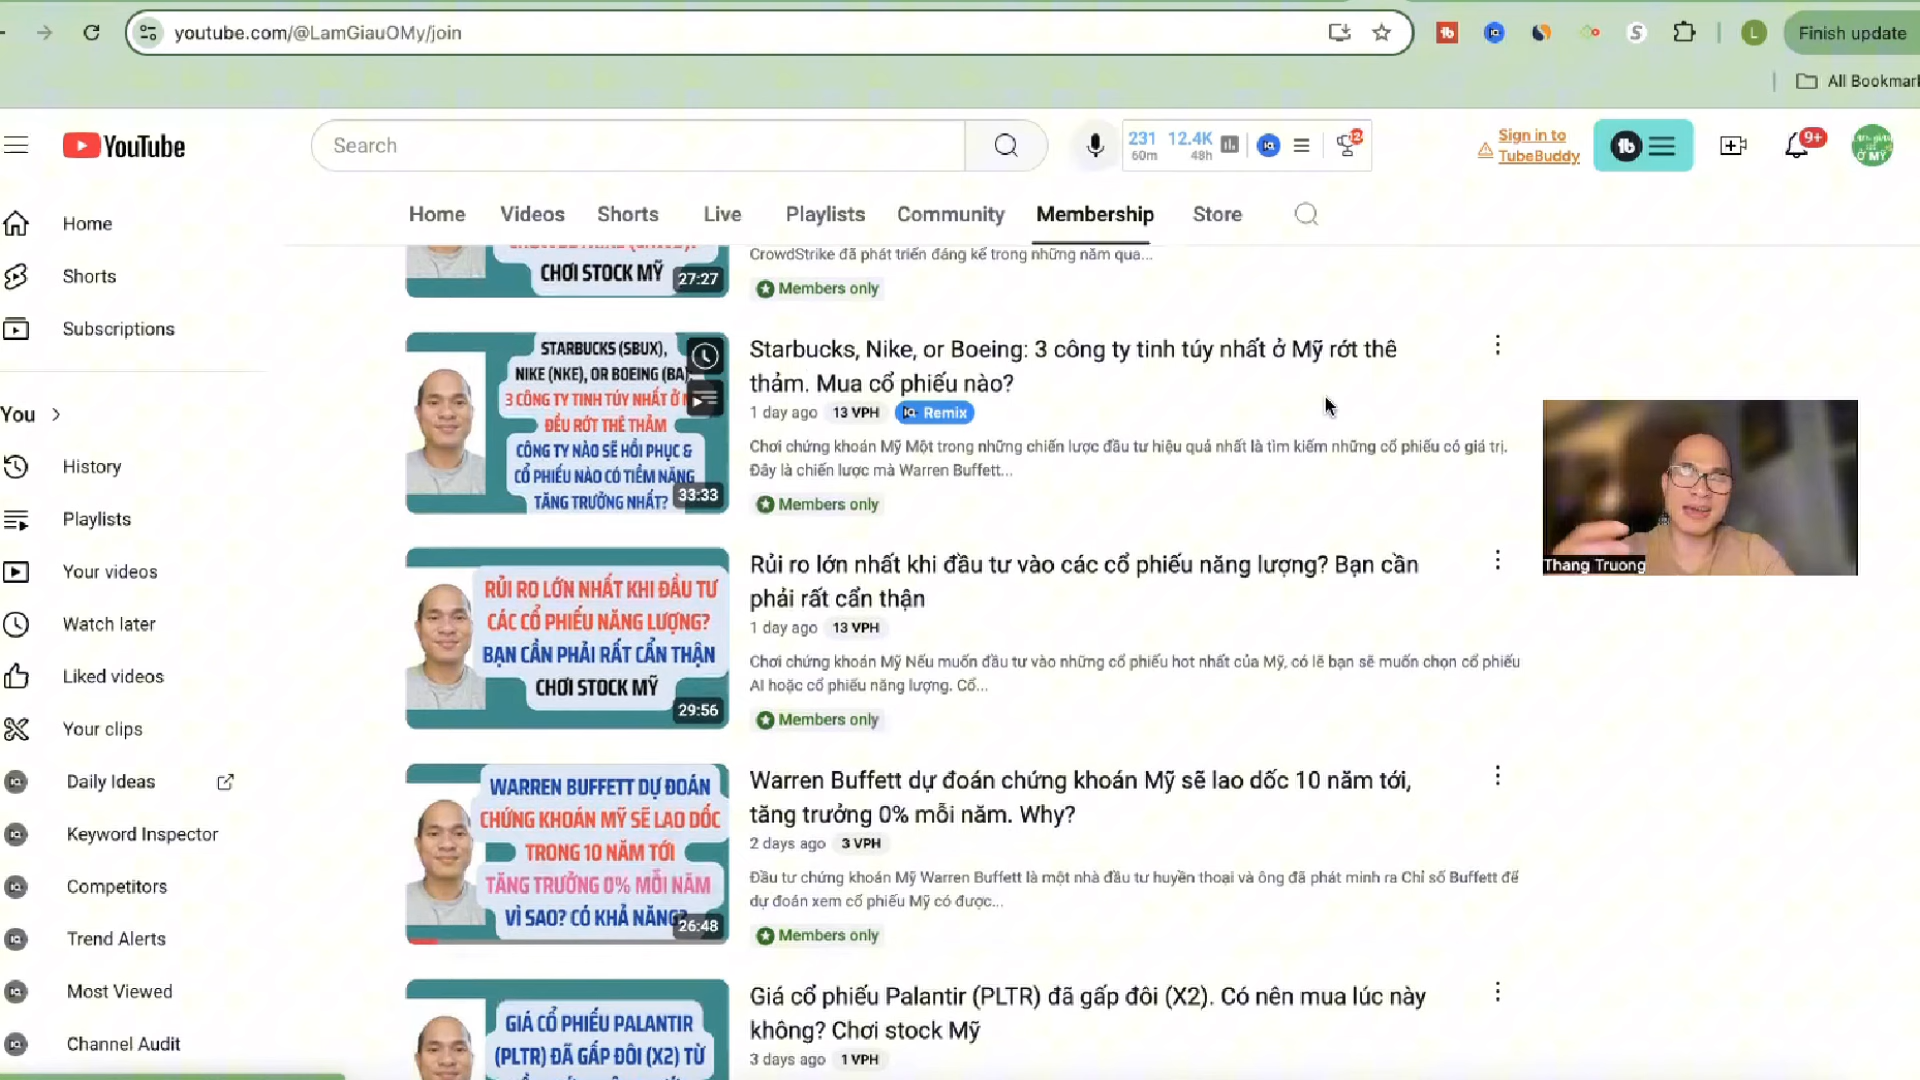 youtube.com/@LamGiauOMy/join
Finish update
All Bookmark
YouTube
Search
231 12.4K
60m 48h
2
Sign in to
TubeBuddy
9+
Home Videos Shorts Live Playlists Community Membership Store
Home
Shorts
Subscriptions
You
History
Playlists
Your videos
Watch later
Liked videos
Your clips
Daily Ideas
Keyword Inspector
Competitors
Trend Alerts
Most Viewed
Channel Audit
CHƠI STOCK MỸ
27:27
CrowdStrike đã phát triển đáng kể trong những năm qua...
Members only
STARBUCKS (SBUX),
NIKE (NKE), OR BOEING (BA)
3 CÔNG TY TINH TÚY NHẤT Ở
ĐỀU RỚT THÊ THẢM
CÔNG TY NÀO SẼ HỒI PHỤC &
CỔ PHIẾU NÀO CÓ TIỀM NĂNG
TĂNG TRƯỞNG NHẤT?
33:33
Starbucks, Nike, or Boeing: 3 công ty tinh túy nhất ở Mỹ rớt thê
thảm. Mua cổ phiếu nào?
1 day ago 13 VPH Remix
Chơi chứng khoán Mỹ Một trong những chiến lược đầu tư hiệu quả nhất là tìm kiếm những cổ phiếu có giá trị.
Đây là chiến lược mà Warren Buffett...
Members only
RỦI RO LỚN NHẤT KHI ĐẦU TƯ
CÁC CỔ PHIẾU NĂNG LƯỢNG?
BẠN CẦN PHẢI RẤT CẨN THẬN
CHƠI STOCK MỸ
29:56
Rủi ro lớn nhất khi đầu tư vào các cổ phiếu năng lượng? Bạn cần
phải rất cẩn thận
1 day ago 13 VPH
Chơi chứng khoán Mỹ Nếu muốn đầu tư vào những cổ phiếu hot nhất của Mỹ, có lẽ bạn sẽ muốn chọn cổ phiếu
AI hoặc cổ phiếu năng lượng. Cổ...
Members only
WARREN BUFFETT DỰ ĐOÁN
CHỨNG KHOÁN MỸ SẼ LAO DỐC
TRONG 10 NĂM TỚI
TĂNG TRƯỞNG 0% MỖI NĂM
VÌ SAO? CÓ KHẢ NĂNG?
26:48
Warren Buffett dự đoán chứng khoán Mỹ sẽ lao dốc 10 năm tới,
tăng trưởng 0% mỗi năm. Why?
2 days ago 3 VPH
Đầu tư chứng khoán Mỹ Warren Buffett là một nhà đầu tư huyền thoại và ông đã phát minh ra Chỉ số Buffett để
dự đoán xem cổ phiếu Mỹ có được...
Members only
GIÁ CỔ PHIẾU PALANTIR
(PLTR) ĐÃ GẤP ĐÔI (X2) TỪ
Giá cổ phiếu Palantir (PLTR) đã gấp đôi (X2). Có nên mua lúc này
không? Chơi stock Mỹ
3 days ago 1 VPH
Thang Truong